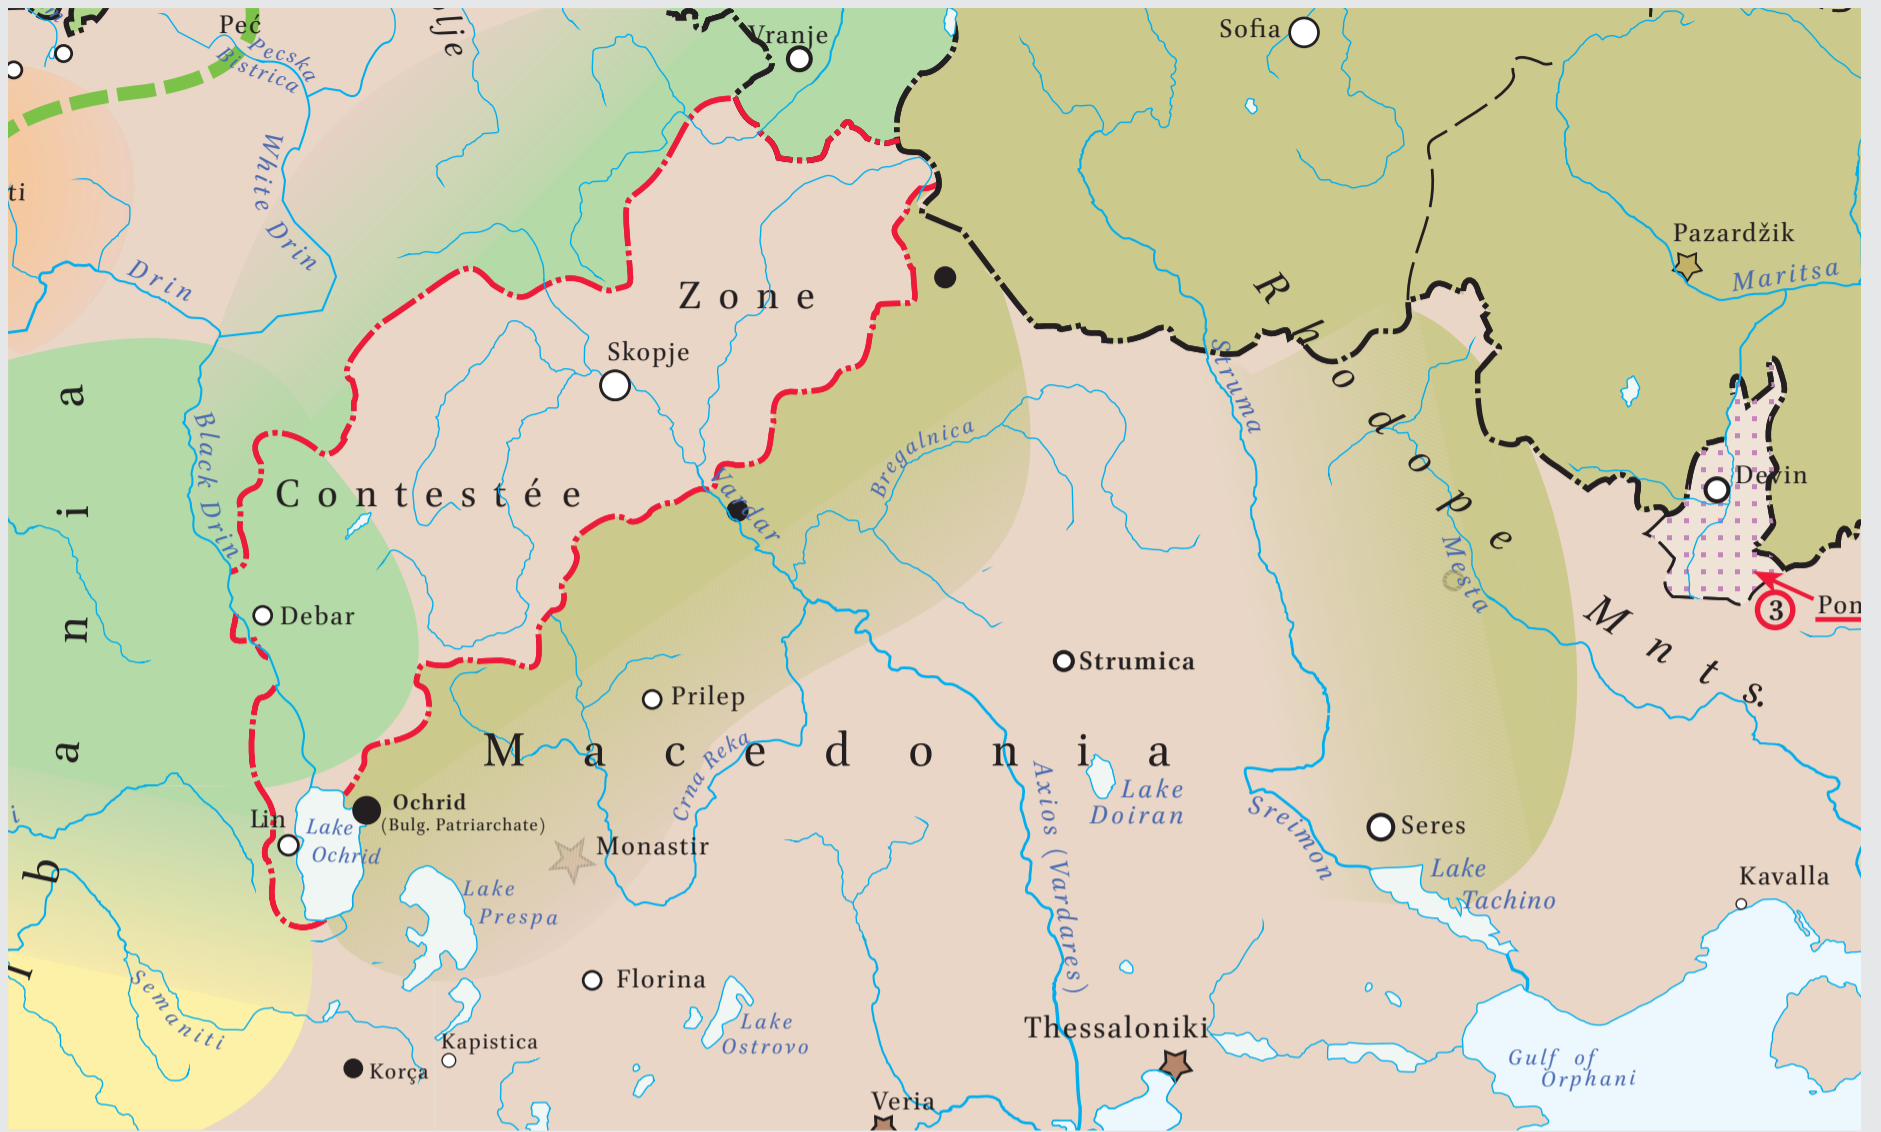 Peć
Pecska
Bistrica
olje
Vranje
Sofia
White Drin
ti
Drin
Pazardžik
Maritsa
Zone
Skopje
Rhodope
Mnts.
Struma
Black Drin
Contestée
Vardar
Bregalnica
Devin
Mesta
Debar
3
Pon
Strumica
Prilep
Macedonia
Crna Reka
Axios (Vardares)
Lake
Doiran
Ochrid
(Bulg. Patriarchate)
Lin
Lake
Ochrid
Monastir
Sreimon
Seres
Lake
Tachino
Kavalla
Lake
Prespa
Florina
Semaniti
Lake
Ostrovo
Kapistica
Korça
Thessaloniki
Gulf of
Orphani
Veria
l b a n i a